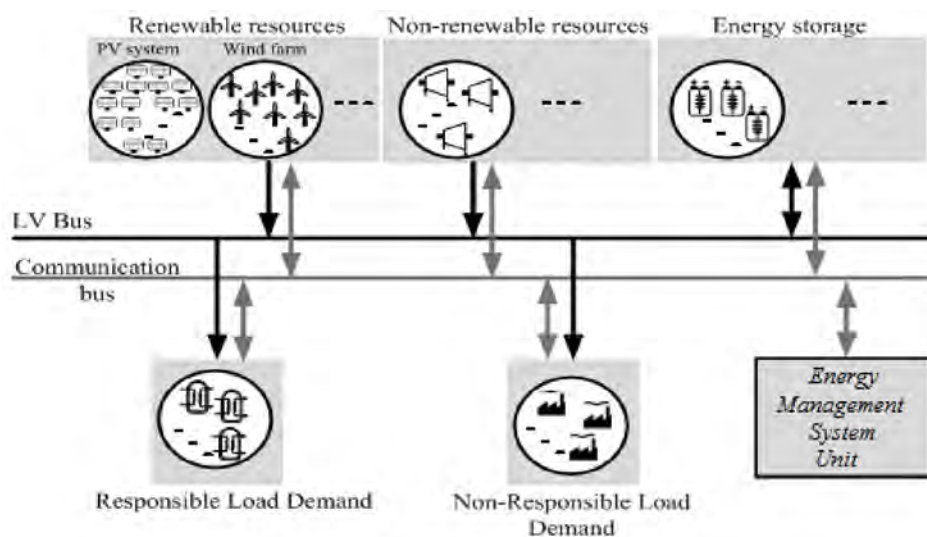 Renewable resources
Non-renewable resources
Energy storage
PV system
Wind farm
LV Bus
Communication
bus
Energy
Management
System
Unit
Responsible Load Demand
Non-Responsible Load
Demand